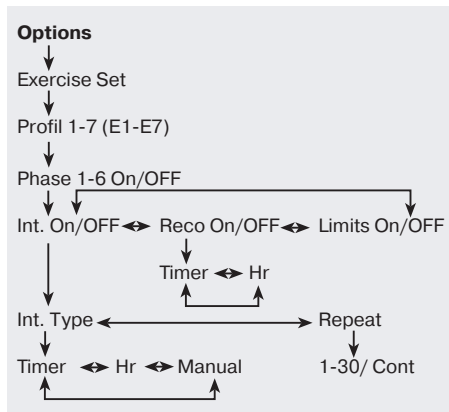 Options
Exercise Set
Profil 1-7 (E1-E7)
Phase 1-6 On/OFF
Int. On/OFF Reco On/OFF Limits On/OFF
Timer Hr
Int. Type Repeat
Timer Hr Manual 1-30/ Cont